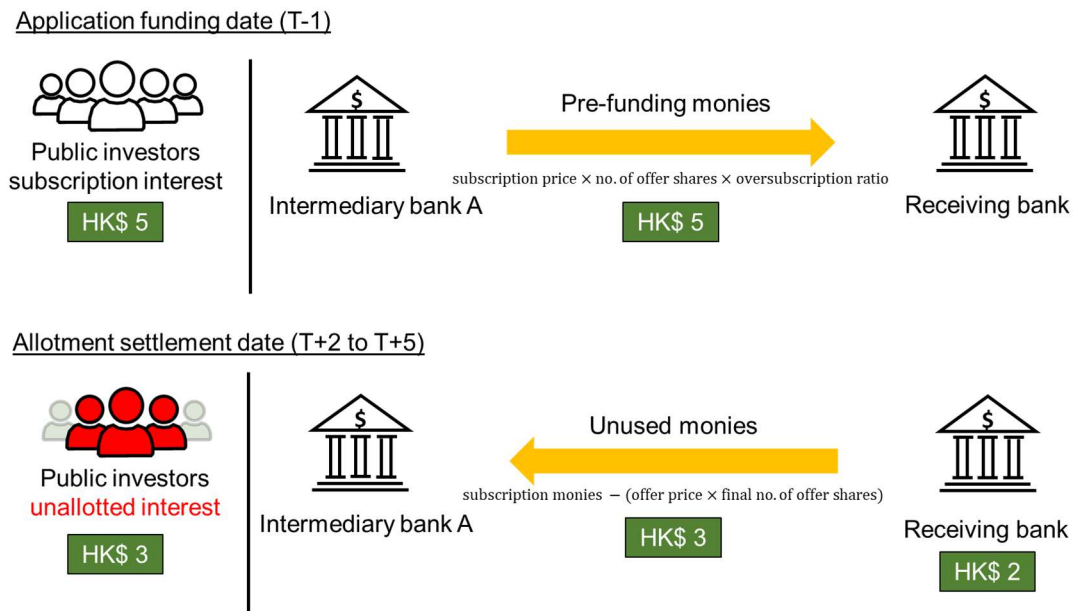 Application funding date (T-1)
$
$
Pre-funding monies
Public investors
subscription interest
subscription price × no. of offer shares × oversubscription ratio
Intermediary bank A
Receiving bank
HK$ 5
HK$ 5
Allotment settlement date (T+2 to T+5)
$
$
Unused monies
Public investors
unallotted interest
subscription monies − (offer price × final no. of offer shares)
Intermediary bank A
Receiving bank
HK$ 3
HK$ 3
HK$ 2